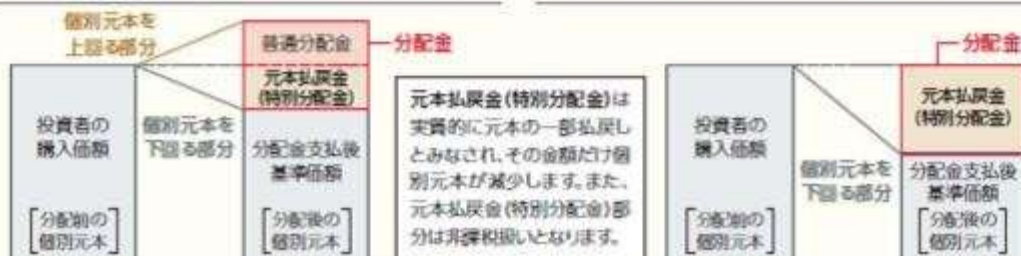 個別元本を
上回る部分
普通分配金
分配金
元本払戻金
(特別分配金)
投資者の
購入価額
個別元本を
下回る部分
分配金支払後
基準価額
[分配前の
個別元本]
[分配後の
個別元本]
元本払戻金(特別分配金)は
実質的に元本の一部払戻し
とみなされ、その金額だけ個
別元本が減少します。また、
元本払戻金(特別分配金)部
分は非課税扱いとなります。
分配金
元本払戻金
(特別分配金)
投資者の
購入価額
個別元本を
下回る部分
分配金支払後
基準価額
[分配前の
個別元本]
[分配後の
個別元本]